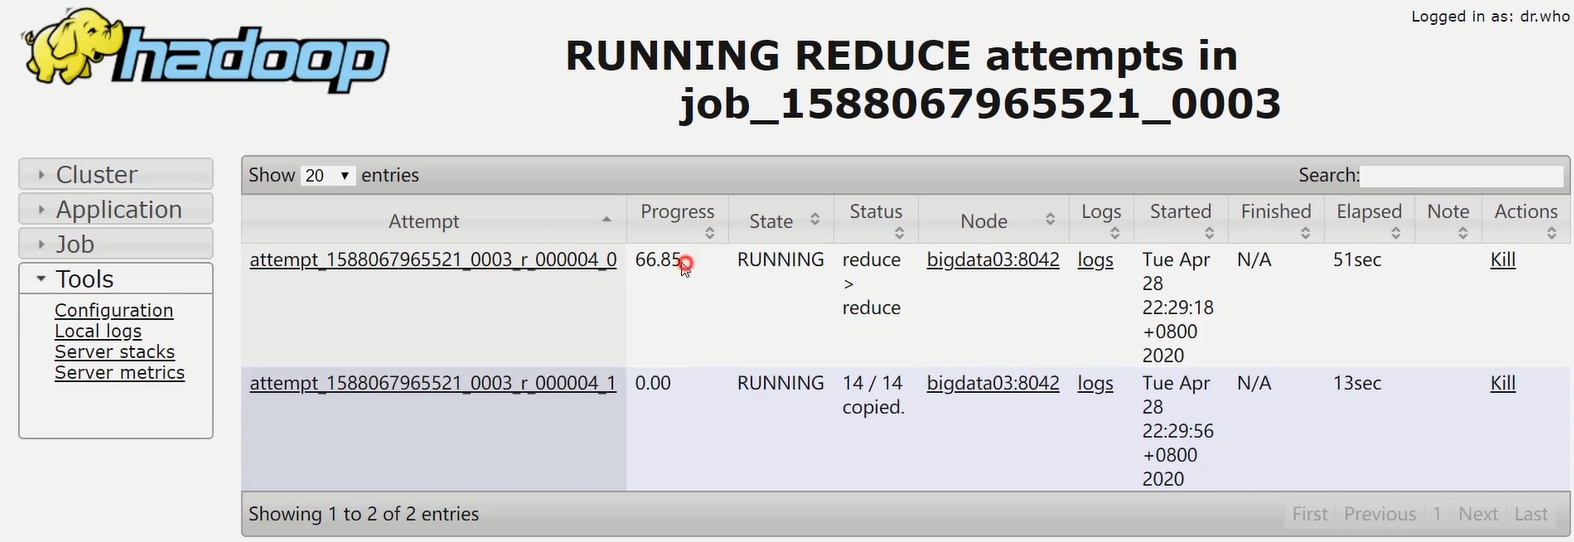 Logged in as: dr.who
hadoop
RUNNING REDUCE attempts in
job_1588067965521_0003
Cluster
Application
Job
Tools
Configuration
Local logs
Server stacks
Server metrics
Show 20 entries Search:
Attempt Progress State Status Node Logs Started Finished Elapsed Note Actions
attempt_1588067965521_0003_r_000004_0 66.85 RUNNING reduce bigdata03:8042 logs Tue Apr N/A 51sec Kill
> 28
reduce 22:29:18
+0800
2020
attempt_1588067965521_0003_r_000004_1 0.00 RUNNING 14 / 14 bigdata03:8042 logs Tue Apr N/A 13sec Kill
copied. 28
22:29:56
+0800
2020
Showing 1 to 2 of 2 entries First Previous 1 Next Last